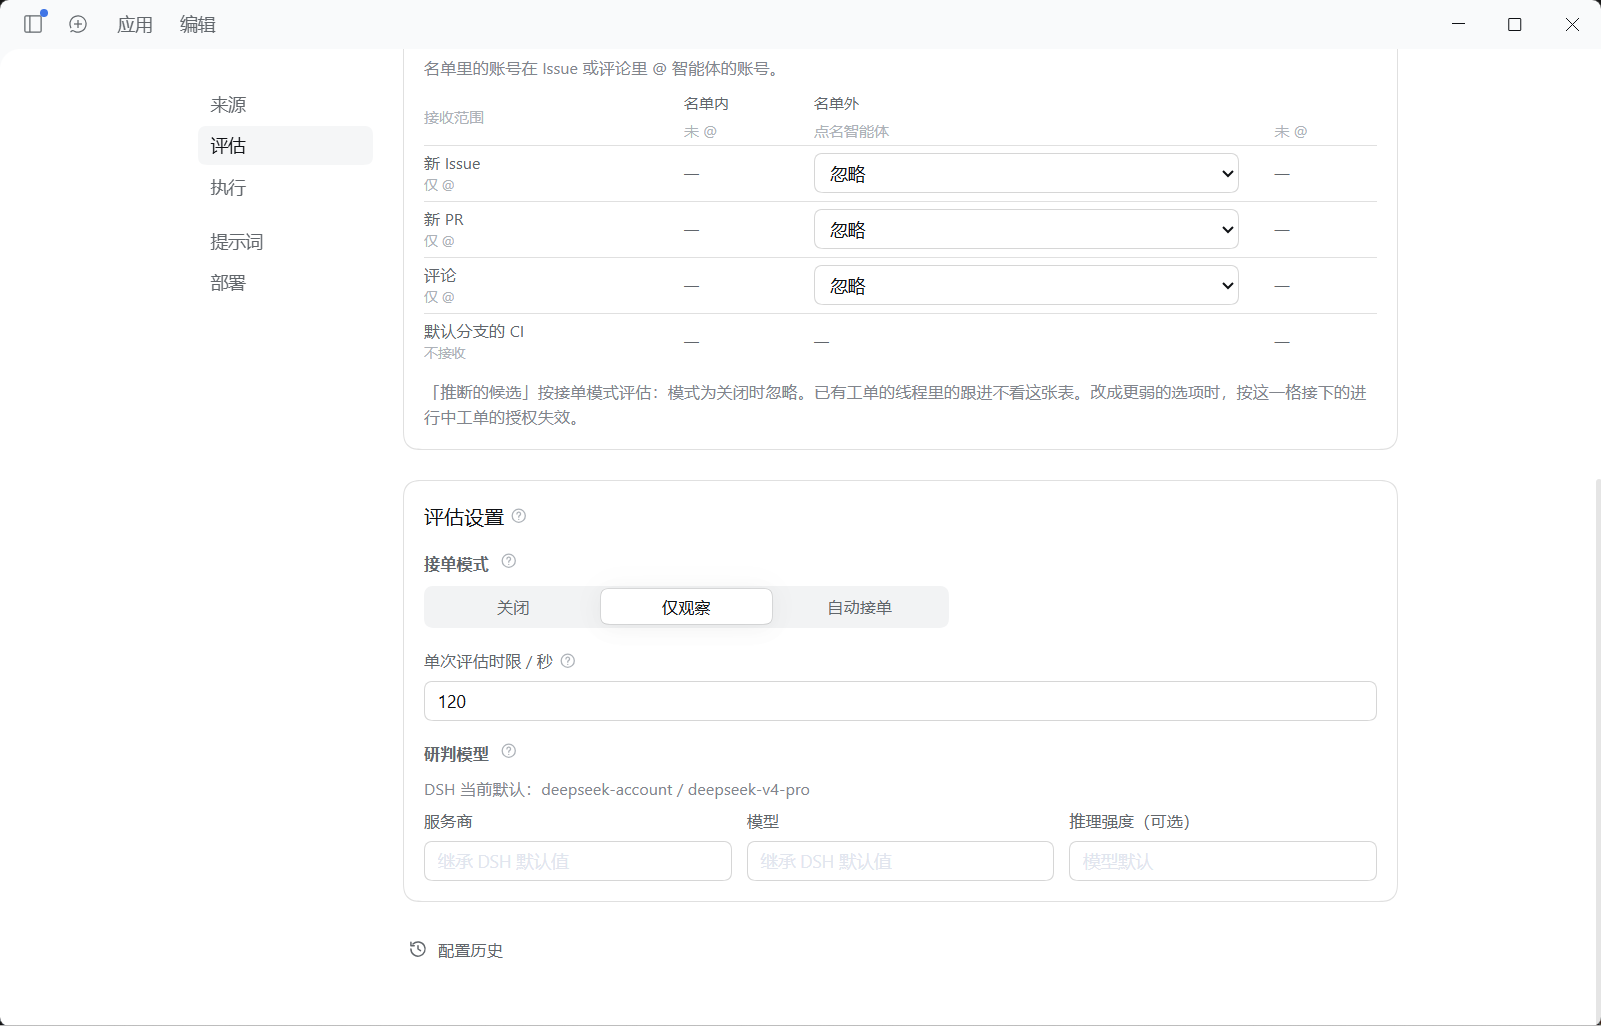 应用 编辑
来源
评估
执行
提示词
部署
名单里的账号在 Issue 或评论里 @ 智能体的账号。
接收范围 名单内 名单外
未 @ 点名智能体 未 @
新 Issue
仅 @ — 忽略 —
新 PR
仅 @ — 忽略 —
评论
仅 @ — 忽略 —
默认分支的 CI
不接收 — — —
「推断的候选」按接单模式评估：模式为关闭时忽略。已有工单的线程里的跟进不看这张表。改成更弱的选项时，按这一格接下的进
行中工单的授权失效。
评估设置
接单模式
关闭 仅观察 自动接单
单次评估时限 / 秒
120
研判模型
DSH 当前默认：deepseek-account / deepseek-v4-pro
服务商 模型 推理强度（可选）
继承 DSH 默认值 继承 DSH 默认值 模型默认
配置历史